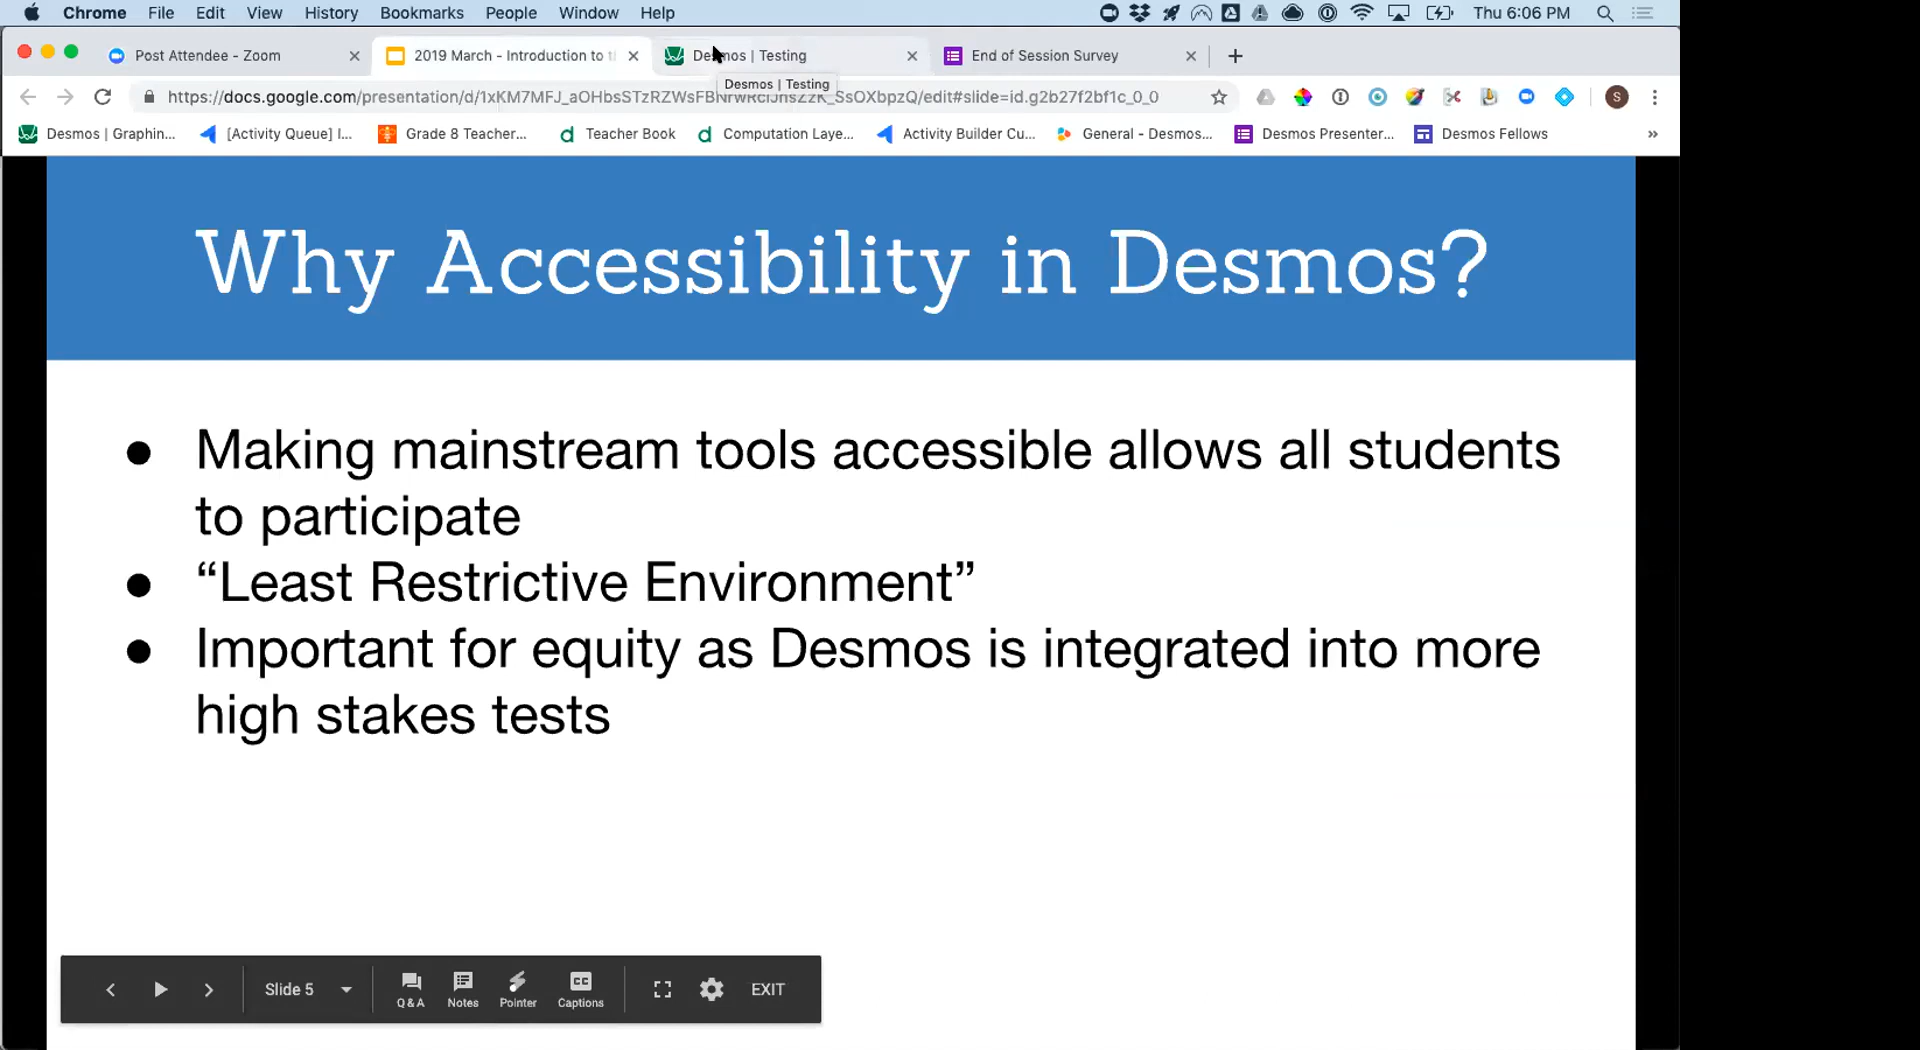 Chrome File Edit View History Bookmarks People Window Help Thu 6:06 PM
Post Attendee - Zoom 2019 March - Introduction to t Desmos | Testing End of Session Survey
Desmos | Testing
https://docs.google.com/presentation/d/ /edit#slide=id.g2b27f2bf1c_0_0 S
Desmos | Graphin... [Activity Queue] I... Grade 8 Teacher... Teacher Book Computation Laye... Activity Builder Cu... General - Desmos... Desmos Presenter... Desmos Fellows »
Why Accessibility in Desmos?
● Making mainstream tools accessible allows all students
to participate
● “Least Restrictive Environment”
● Important for equity as Desmos is integrated into more
high stakes tests
Slide 5 Q & A Notes Pointer CC Captions EXIT